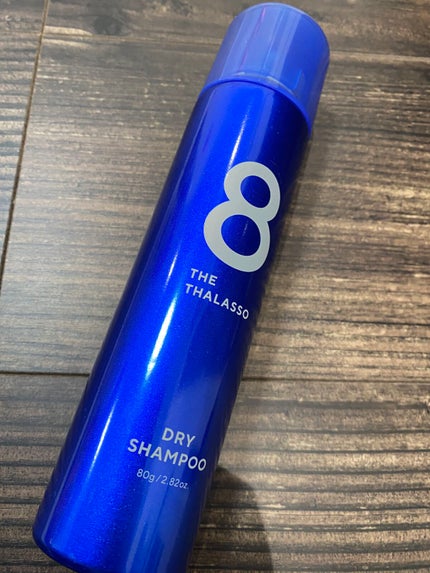 8
THE
THALASSO
DRY
SHAMPOO
80g/2.82oz.